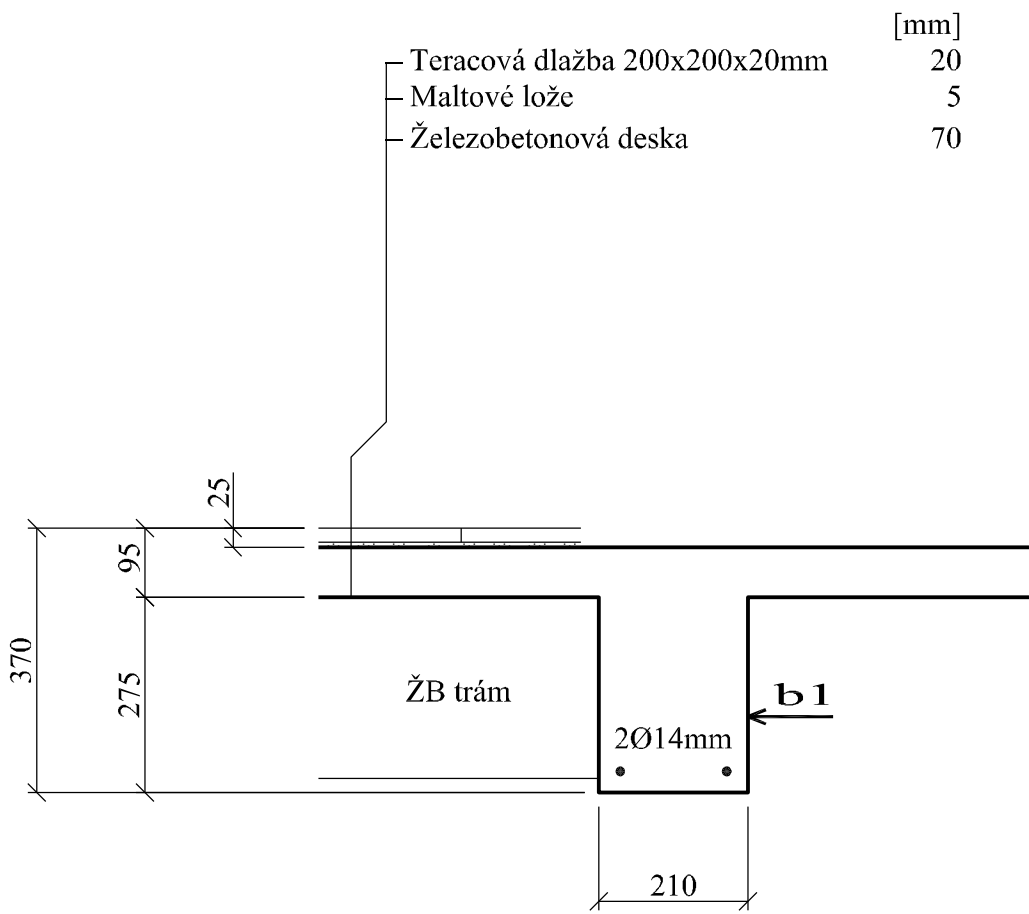 [mm]
Teracová dlažba 200x200x20mm 20
Maltové lože 5
Železobetonová deska 70
25
95
370
275
ŽB trám
b1
2Ø14mm
210